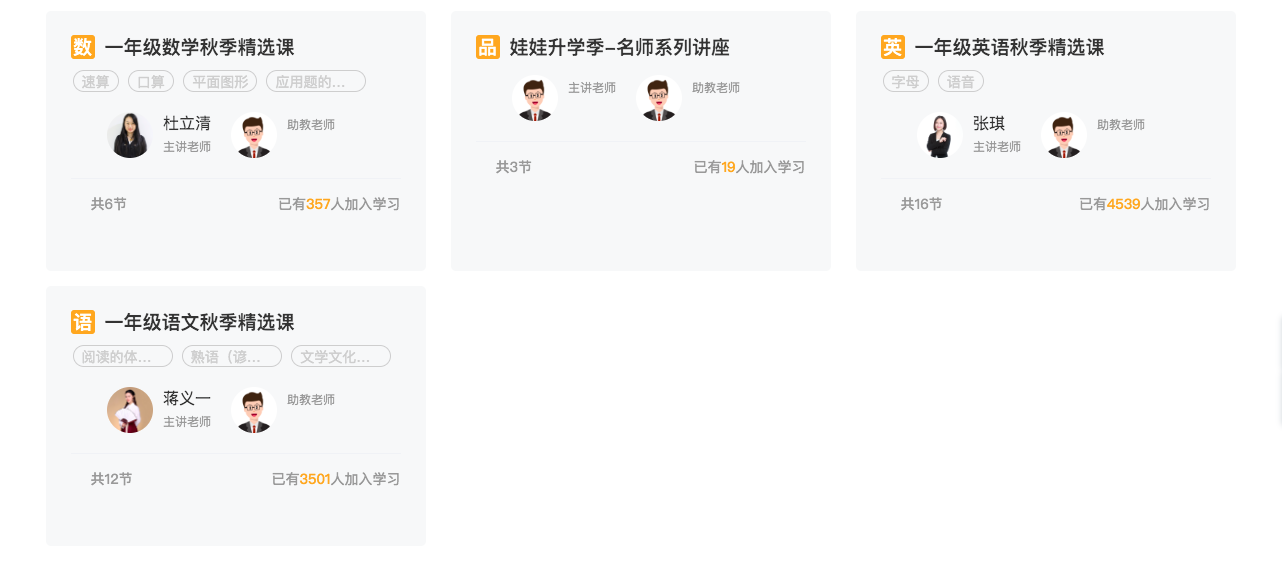 数 一年级数学秋季精选课
速算 口算 平面图形 应用题的...
杜立清
主讲老师
助教老师
共6节 已有357人加入学习
品 娃娃升学季-名师系列讲座
主讲老师 助教老师
共3节 已有19人加入学习
英 一年级英语秋季精选课
字母 语音
张琪
主讲老师
助教老师
共16节 已有4539人加入学习
语 一年级语文秋季精选课
阅读的体... 熟语（谚... 文学文化...
蒋义一
主讲老师
助教老师
共12节 已有3501人加入学习